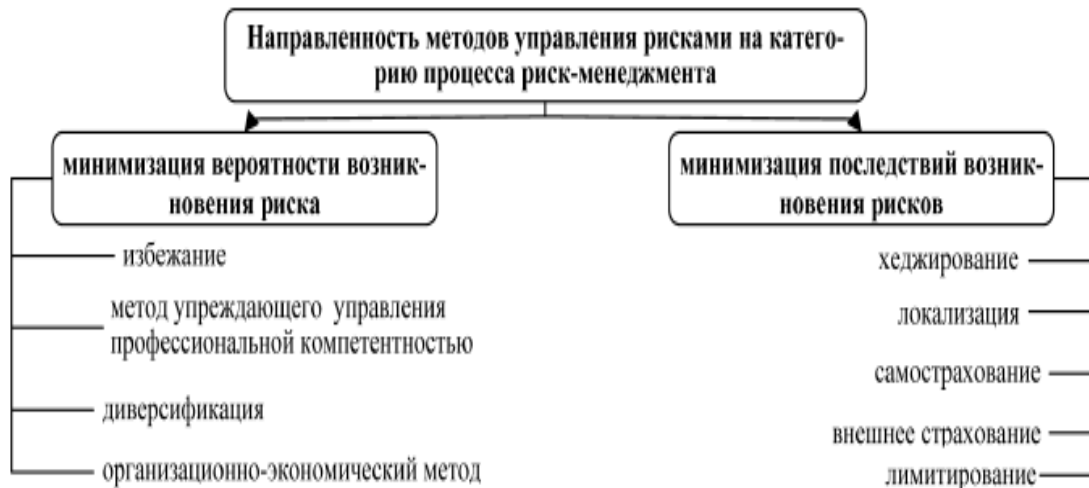 Направленность методов управления рисками на катего-
рию процесса риск-менеджмента
минимизация вероятности возник-
новения риска
избежание
метод упреждающего управления
профессиональной компетентностью
диверсификация
организационно-экономический метод
минимизация последствий возник-
новения рисков
хеджирование
локализация
самострахование
внешнее страхование
лимитирование